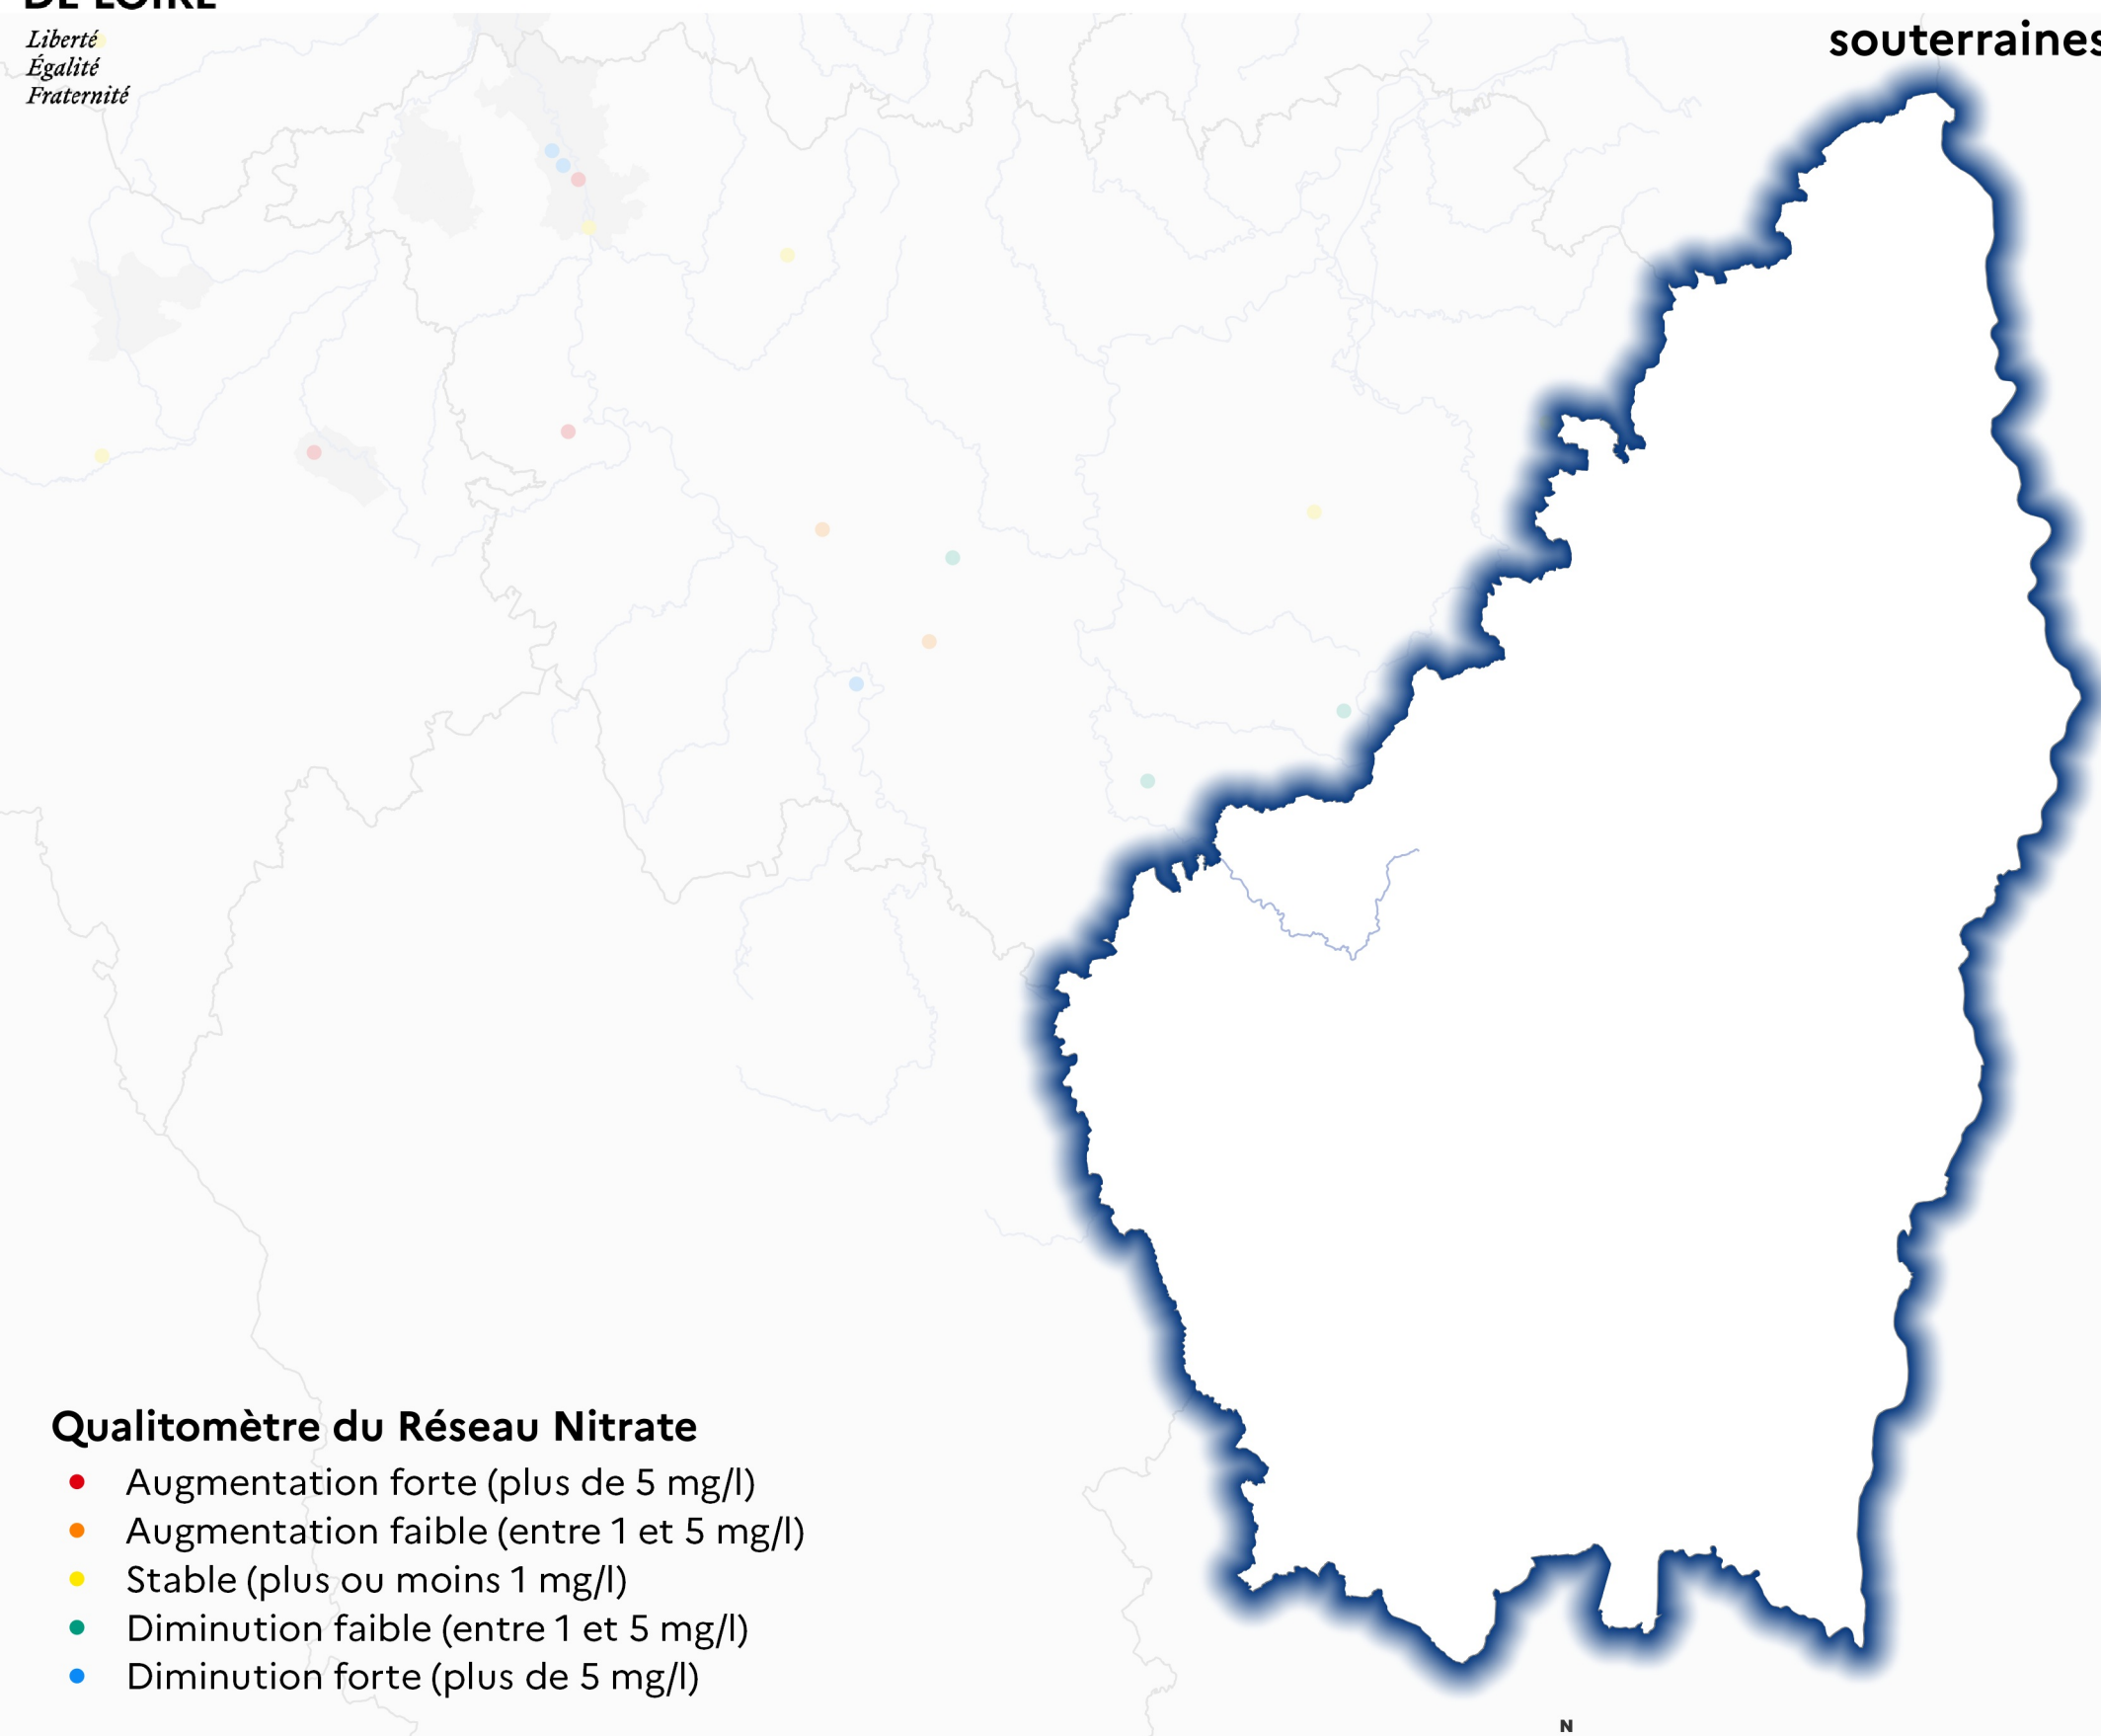 DE LOIRE
Liberté
Égalité
Fraternité
souterraines
Qualitomètre du Réseau Nitrate
Augmentation forte (plus de 5 mg/l)
Augmentation faible (entre 1 et 5 mg/l)
Stable (plus ou moins 1 mg/l)
Diminution faible (entre 1 et 5 mg/l)
Diminution forte (plus de 5 mg/l)
N